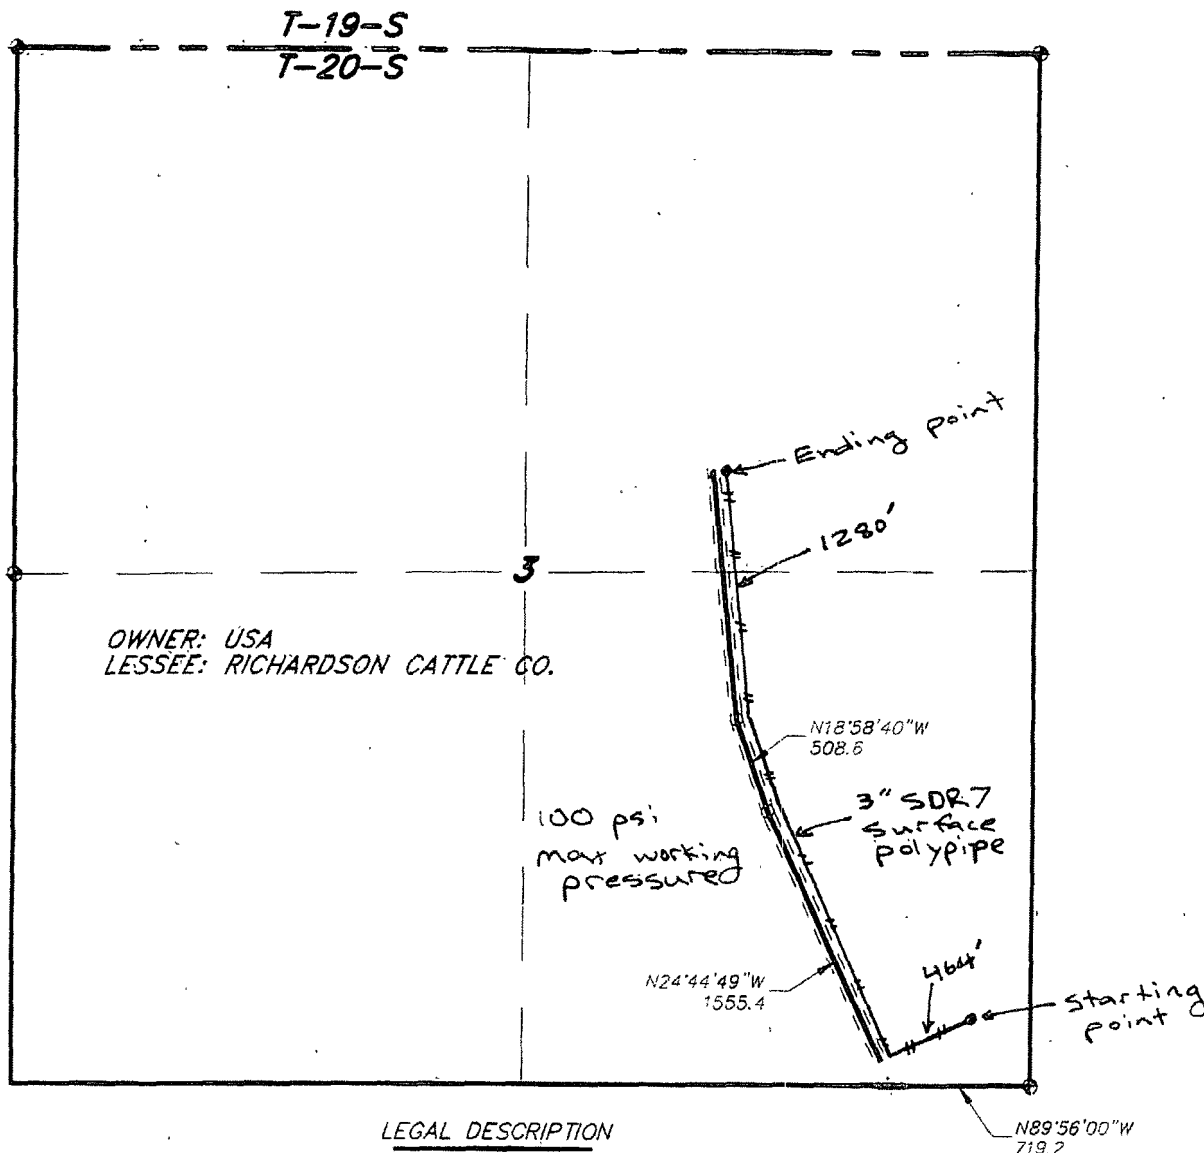 T-19-S
T-20-S
Ending point
1280'
3
OWNER: USA
LESSEE: RICHARDSON CATTLE CO.
N18°58'40"W
508.6
3" SDR7
surface
polypipe
100 psi
max working
pressured
N24°44'49"W
1555.4
464'
starting
point
LEGAL DESCRIPTION
N89°56'00"W
719.2